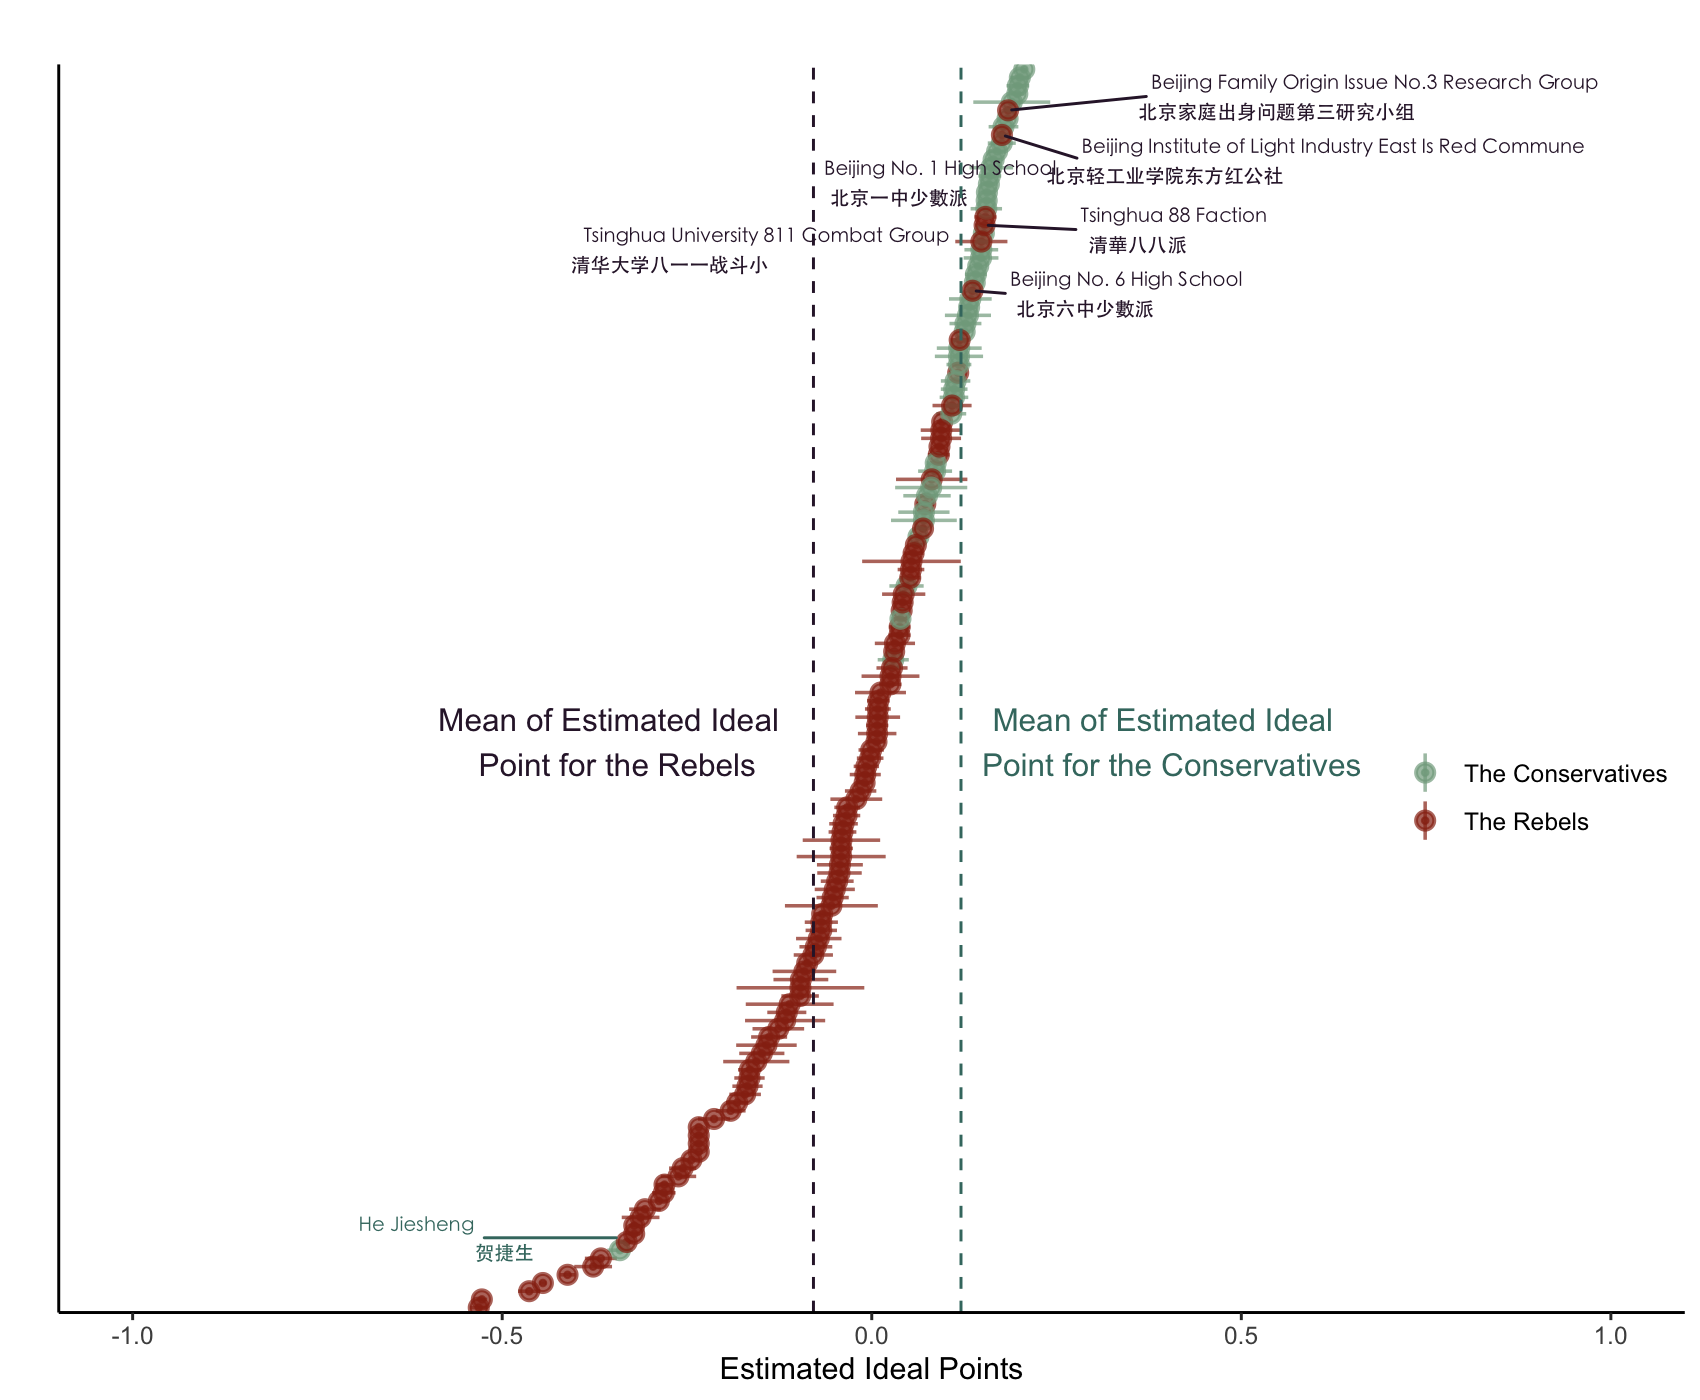 Beijing Family Origin Issue No.3 Research Group
北京家庭出身问题第三研究小组
Beijing Institute of Light Industry East Is Red Commune
北京轻工业学院东方红公社
Beijing No. 1 High School
北京一中少數派
Tsinghua 88 Faction
清華八八派
Tsinghua University 811 Combat Group
清华大学八一一战斗小
Beijing No. 6 High School
北京六中少數派
Mean of Estimated Ideal
Point for the Rebels
Mean of Estimated Ideal
Point for the Conservatives
The Conservatives
The Rebels
He Jiesheng
贺捷生
-1.0
-0.5
0.0
0.5
1.0
Estimated Ideal Points